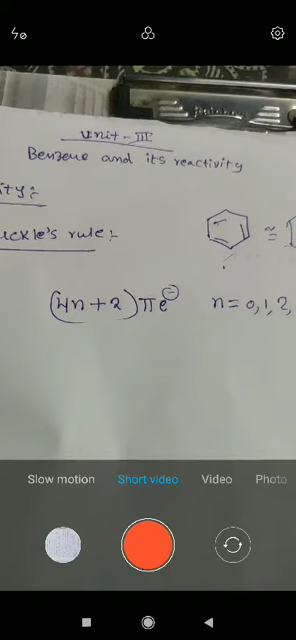 Unit-III
Benzene and its reactivity
ity:-
uckle's rule:-
≅
(4n+2)πe⊖ n=0,1,2,
Slow motion Short video Video Photo